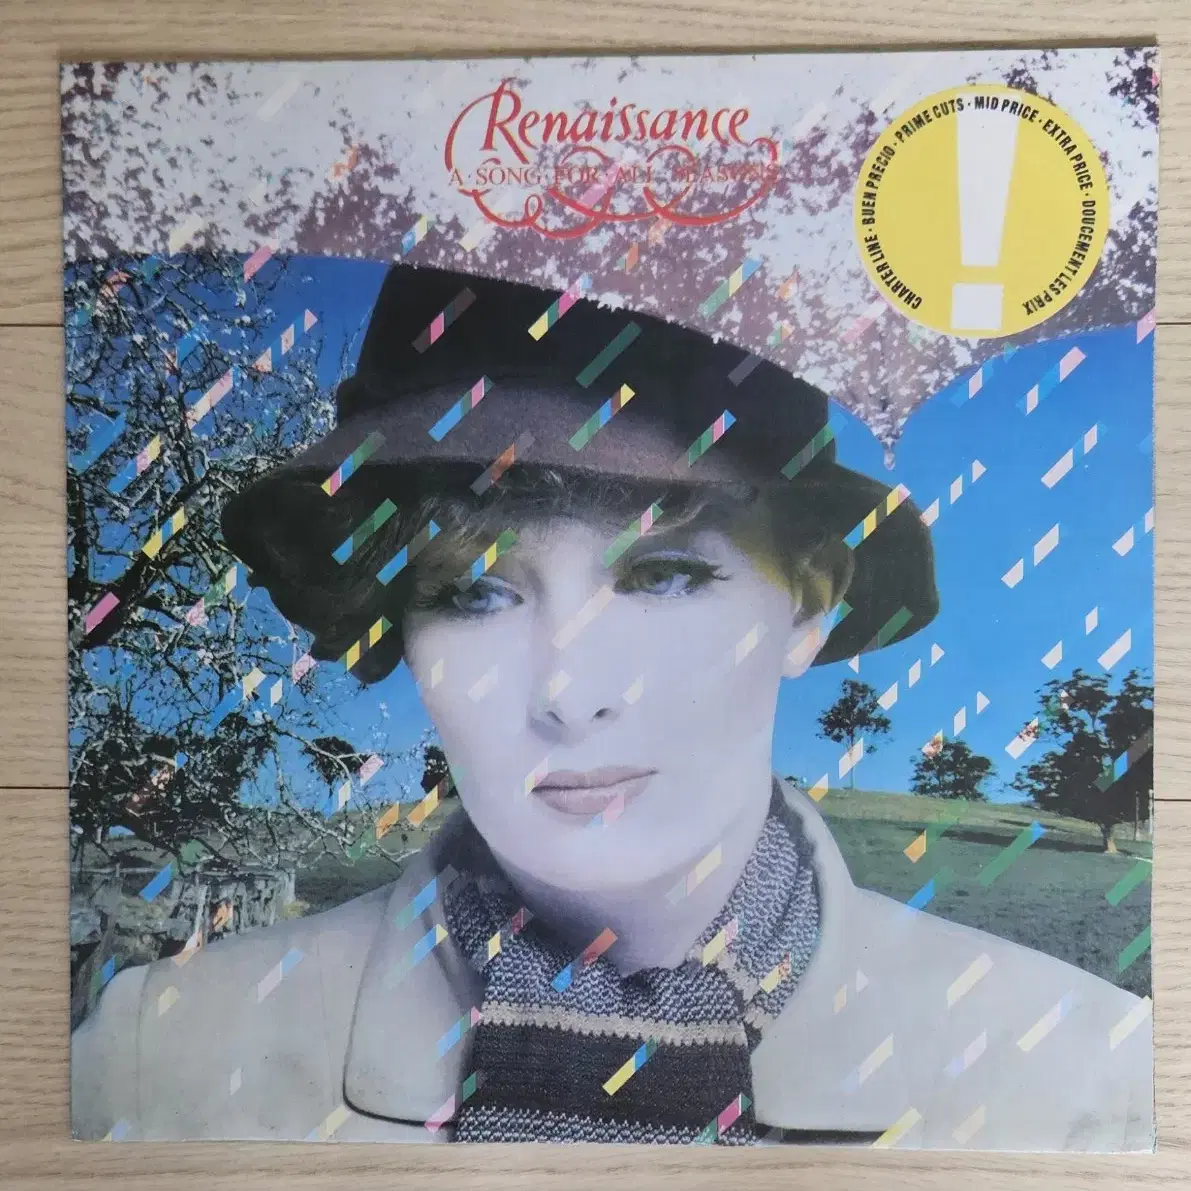 Renaissance
A SONG FOR ALL SEASONS
CHARTER LINE · BUEN PRECIO · PRIME CUTS · MID PRICE · EXTRA PRICE · DOUCEMENT LES PRIX
!